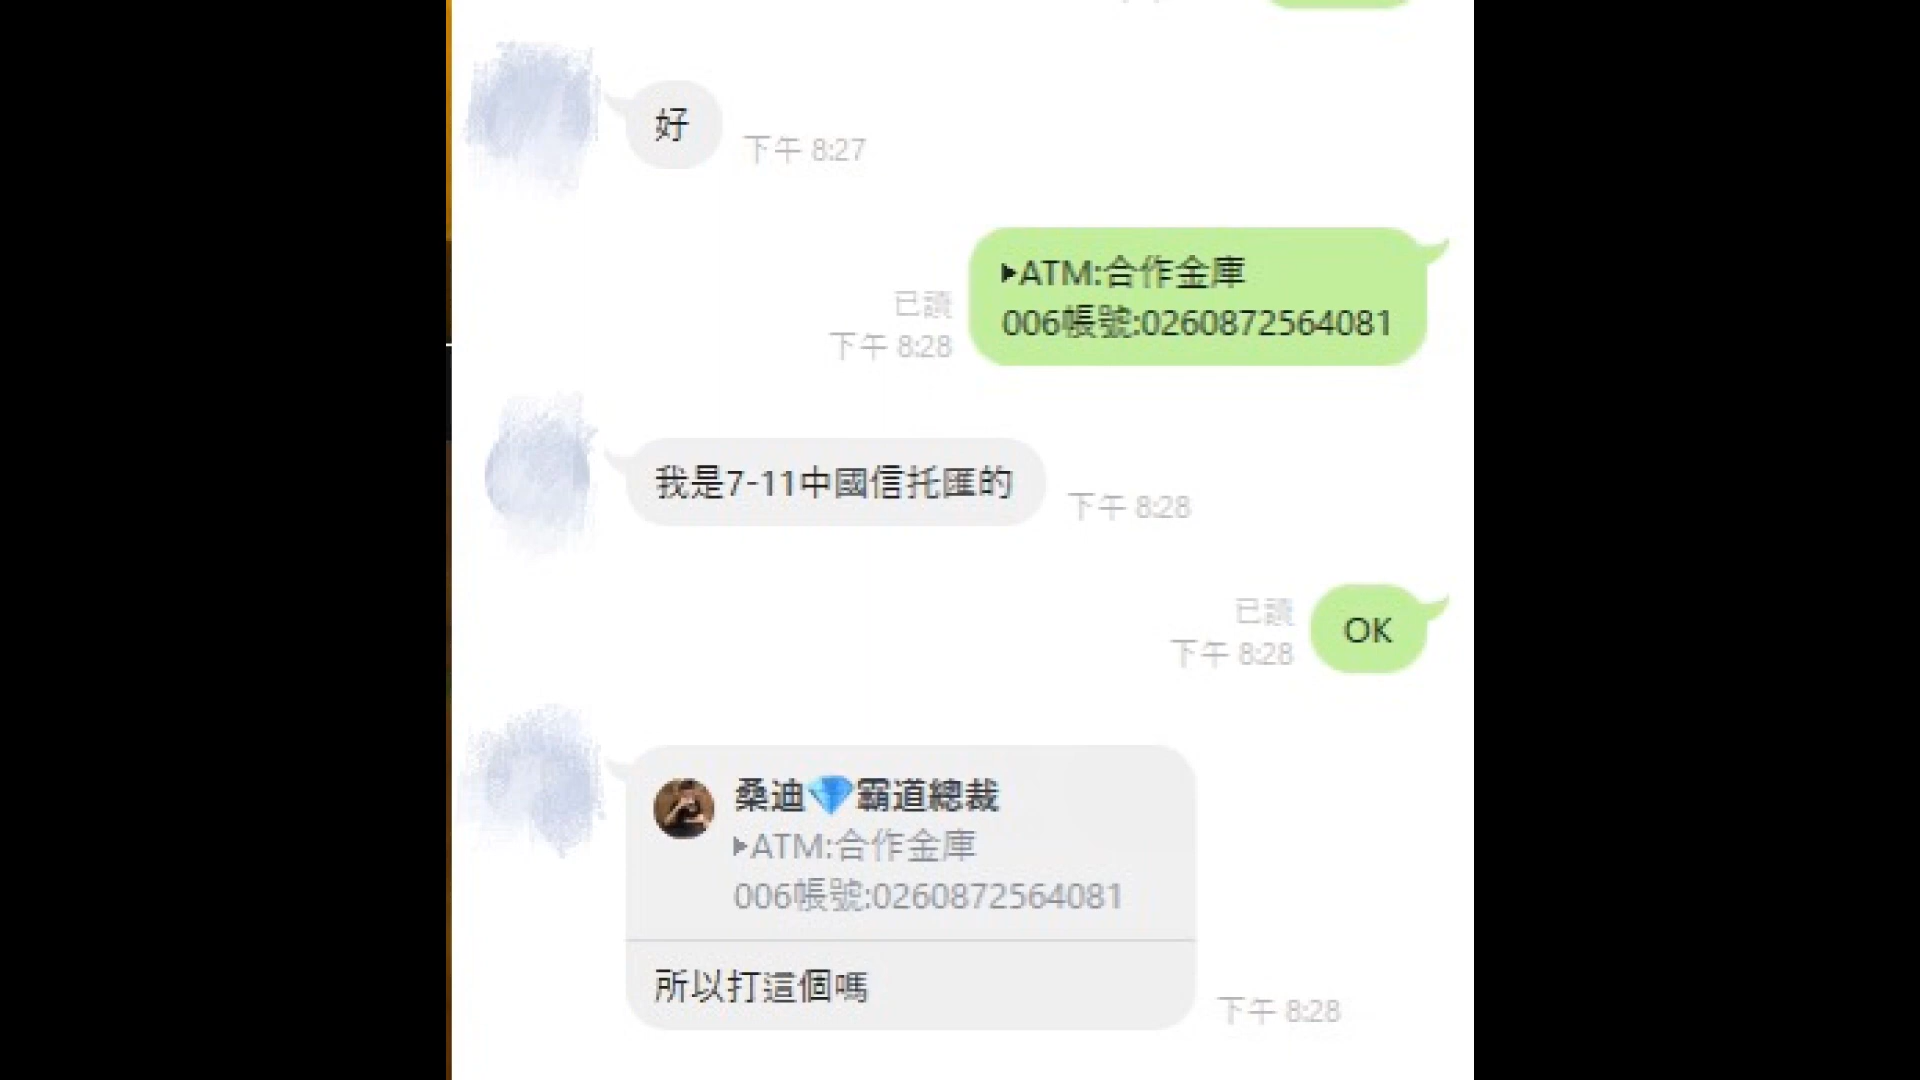 好
下午 8:27
▶ATM:合作金庫
006帳號:0260872564081
已讀
下午 8:28
我是7-11中國信托匯的
下午 8:28
OK
已讀
下午 8:28
桑迪💎霸道總裁
▶ATM:合作金庫
006帳號:0260872564081
所以打這個嗎
下午 8:28